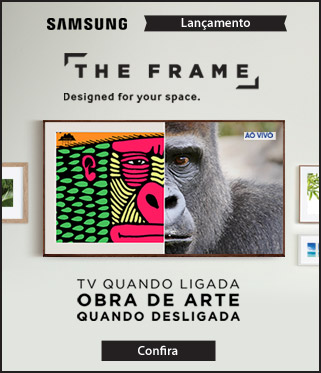 SAMSUNG
Lançamento
THE FRAME
Designed for your space.
AO VIVO
TV QUANDO LIGADA
OBRA DE ARTE
QUANDO DESLIGADA
Confira